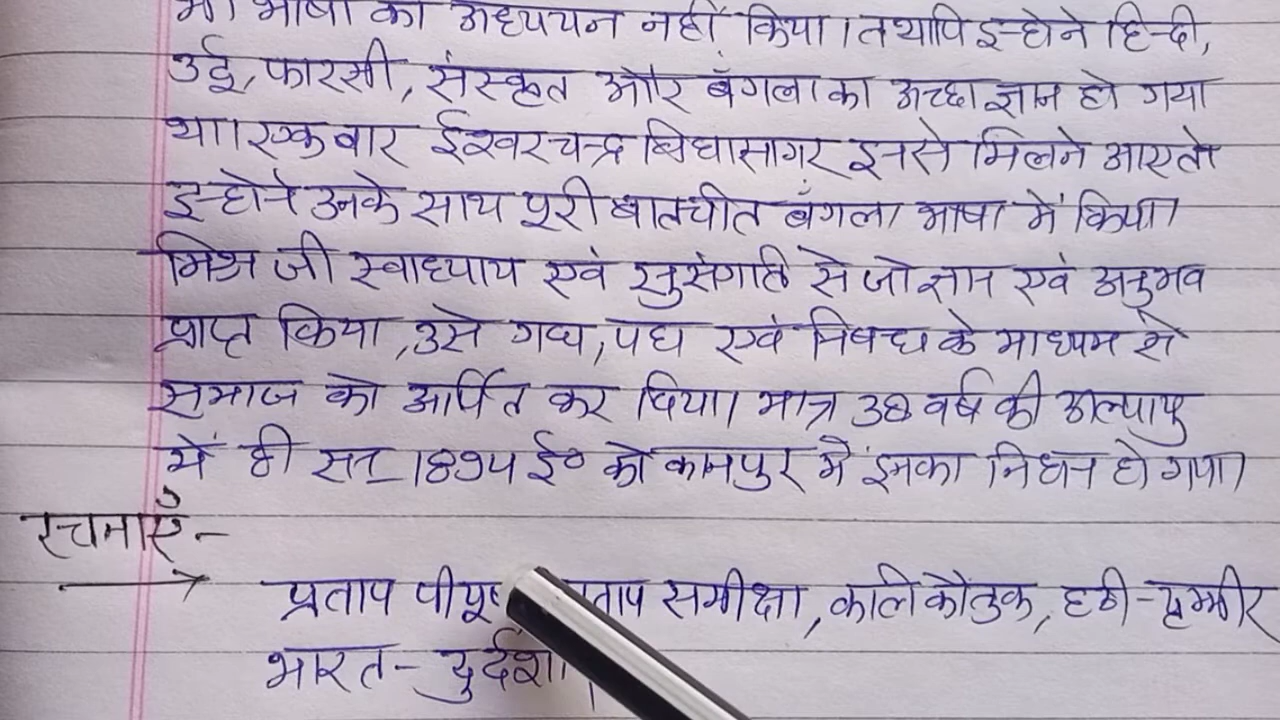 भाषा का अध्ययन नहीं किया। तथापि इन्होने हिन्दी,
उर्दू, फारसी, संस्कृत और बँगला का अच्छा ज्ञान हो गया
था। एक बार ईश्वरचन्द्र विद्यासागर इनसे मिलने आए तो
इन्होने उनके साथ पूरी बातचीत बँगला भाषा में किया।
मिश्र जी स्वाध्याय एवं सुसंगति से जो ज्ञान एवं अनुभव
प्राप्त किया, उसे गद्य, पद्य एवं निबन्ध के माध्यम से
समाज को अर्पित कर दिया। मात्र 38 वर्ष की अल्पायु
में ही सन् 1894 ई० को कानपुर में इनका निधन हो गया।
रचनाएँ-
प्रताप पीयूष समीक्षा, कलि कौतुक, हठी-हम्मीर
भारत-दुर्दशा